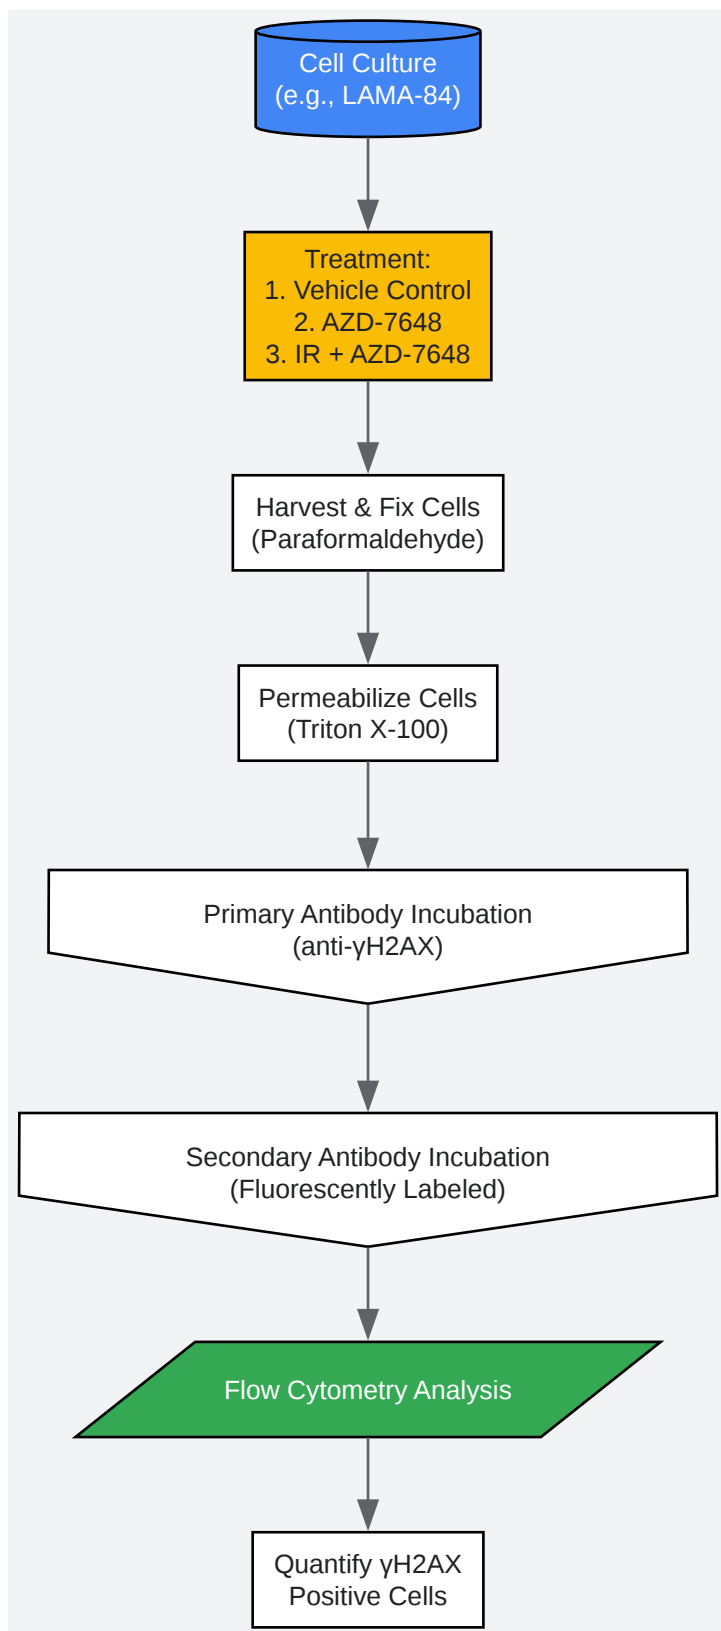 Cell Culture
(e.g., LAMA-84)
Treatment:
1. Vehicle Control
2. AZD-7648
3. IR + AZD-7648
Harvest & Fix Cells
(Paraformaldehyde)
Permeabilize Cells
(Triton X-100)
Primary Antibody Incubation
(anti-γH2AX)
Secondary Antibody Incubation
(Fluorescently Labeled)
Flow Cytometry Analysis
Quantify γH2AX
Positive Cells